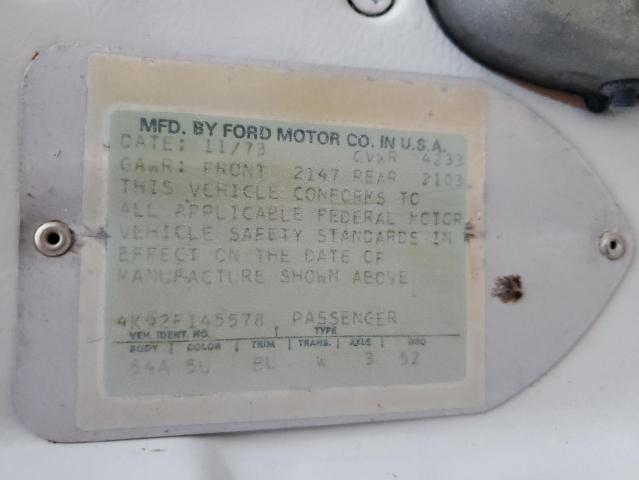 MFD. BY FORD MOTOR CO. IN U.S.A.
DATE: 11/73 GVWR 4233
GAWR: FRONT 2147 REAR 2103
THIS VEHICLE CONFORMS TO
ALL APPLICABLE FEDERAL MOTOR
VEHICLE SAFETY STANDARDS IN
EFFECT ON THE DATE OF
MANUFACTURE SHOWN ABOVE
4K02F145578 PASSENGER
VEH. IDENT. NO. TYPE
BODY COLOR TRIM TRANS. AXLE DSO
54A 5U BL W 3 52